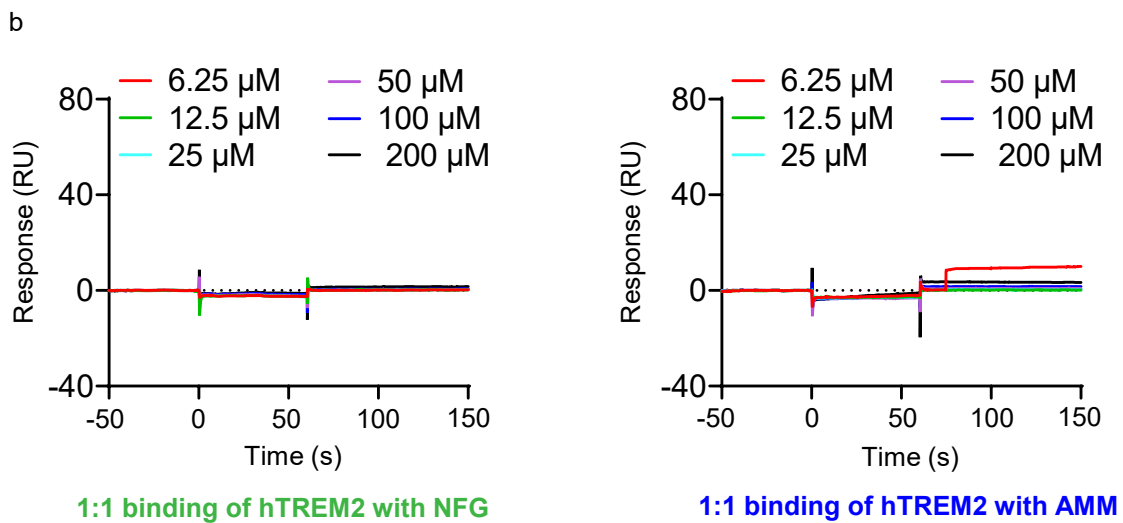 b
6.25 µM 50 µM
12.5 µM 100 µM
25 µM 200 µM
80
40
0
-40
Response (RU)
-50 0 50 100 150
Time (s)
1:1 binding of hTREM2 with NFG
6.25 µM 50 µM
12.5 µM 100 µM
25 µM 200 µM
80
40
0
-40
Response (RU)
-50 0 50 100 150
Time (s)
1:1 binding of hTREM2 with AMM